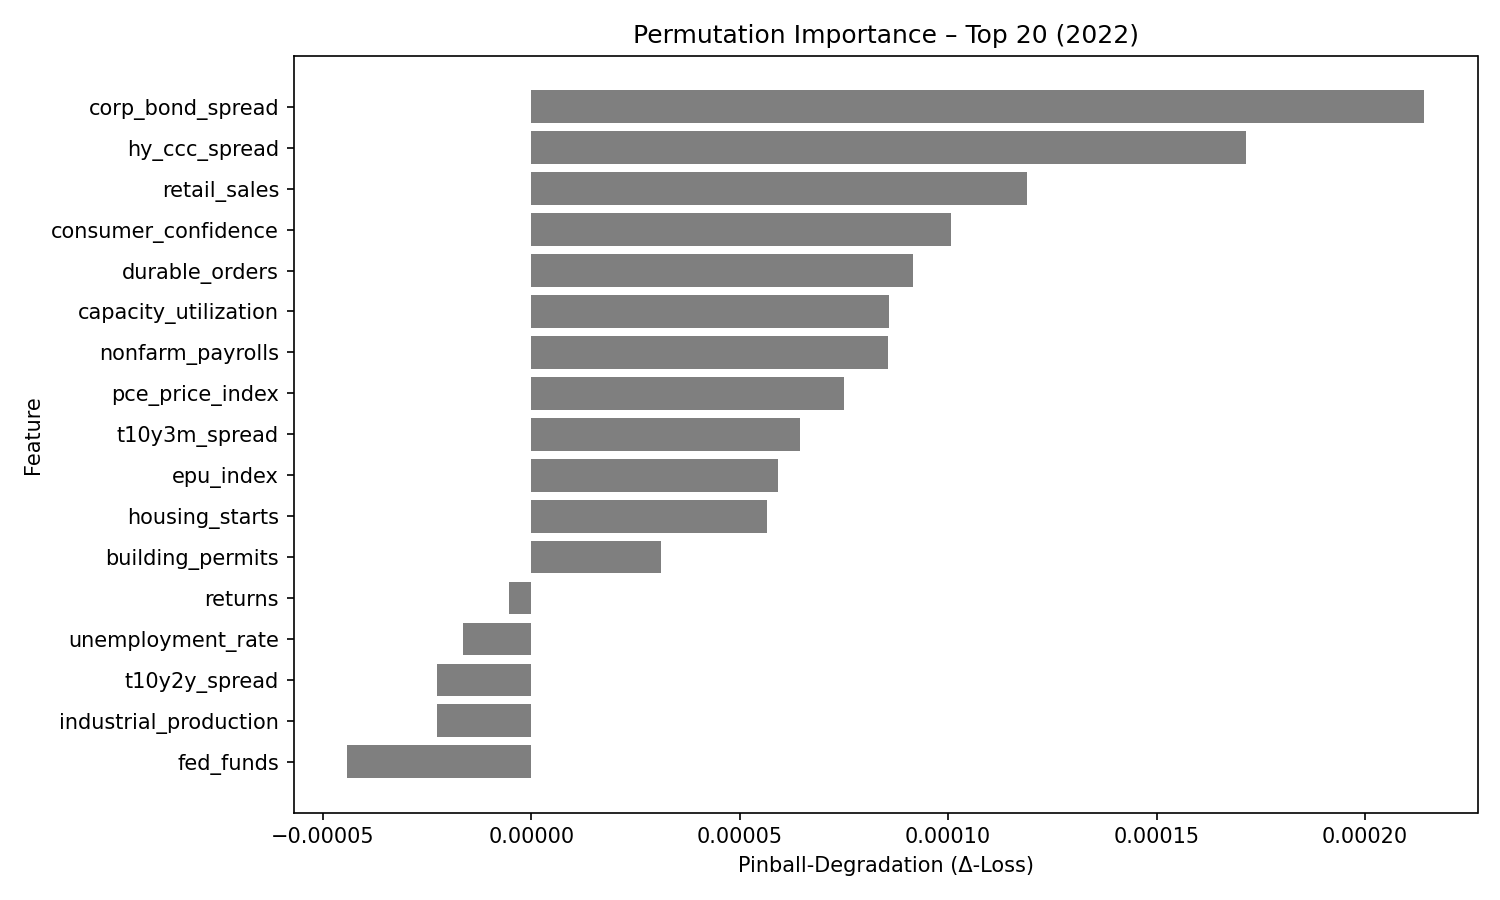 Permutation Importance – Top 20 (2022)
corp_bond_spread
hy_ccc_spread
retail_sales
consumer_confidence
durable_orders
capacity_utilization
nonfarm_payrolls
pce_price_index
t10y3m_spread
epu_index
housing_starts
building_permits
returns
unemployment_rate
t10y2y_spread
industrial_production
fed_funds
Feature
−0.00005 0.00000 0.00005 0.00010 0.00015 0.00020
Pinball-Degradation (Δ-Loss)